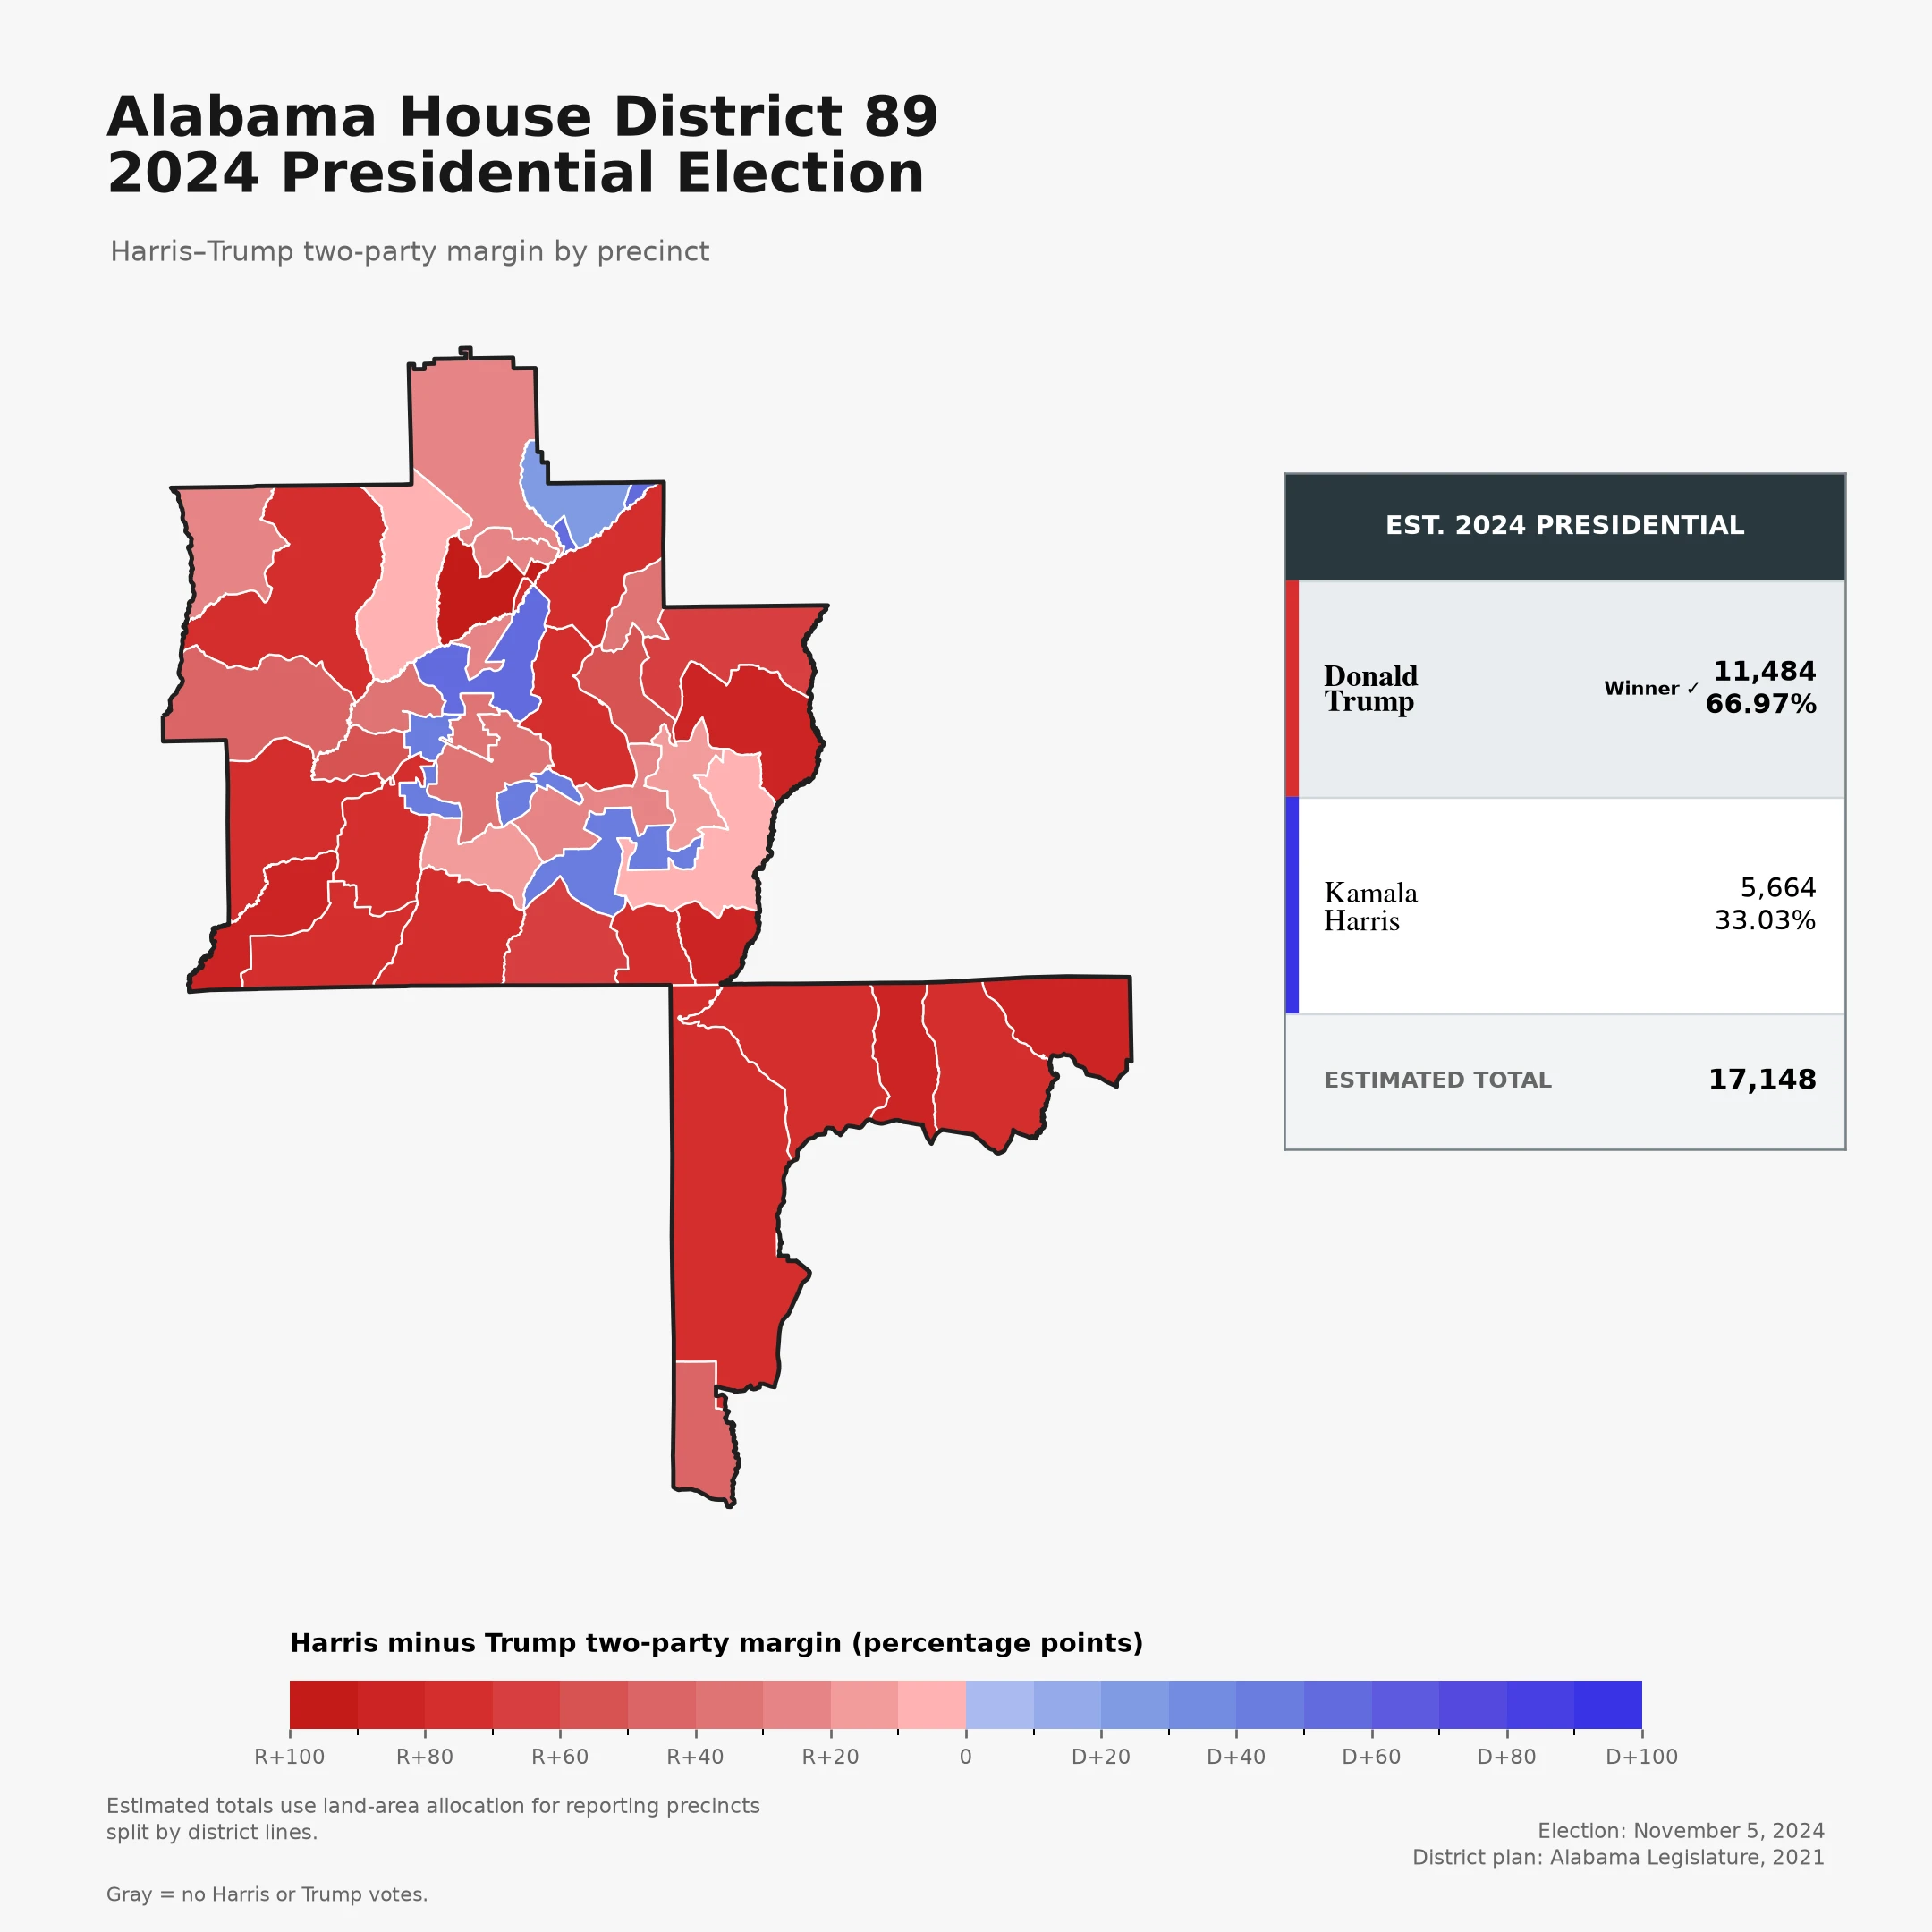 Alabama House District 89
2024 Presidential Election
Harris–Trump two-party margin by precinct
EST. 2024 PRESIDENTIAL
Donald
Trump
Winner ✓
11,484
66.97%
Kamala
Harris
5,664
33.03%
ESTIMATED TOTAL
17,148
Harris minus Trump two-party margin (percentage points)
R+100 R+80 R+60 R+40 R+20 0 D+20 D+40 D+60 D+80 D+100
Estimated totals use land-area allocation for reporting precincts
split by district lines.
Gray = no Harris or Trump votes.
Election: November 5, 2024
District plan: Alabama Legislature, 2021